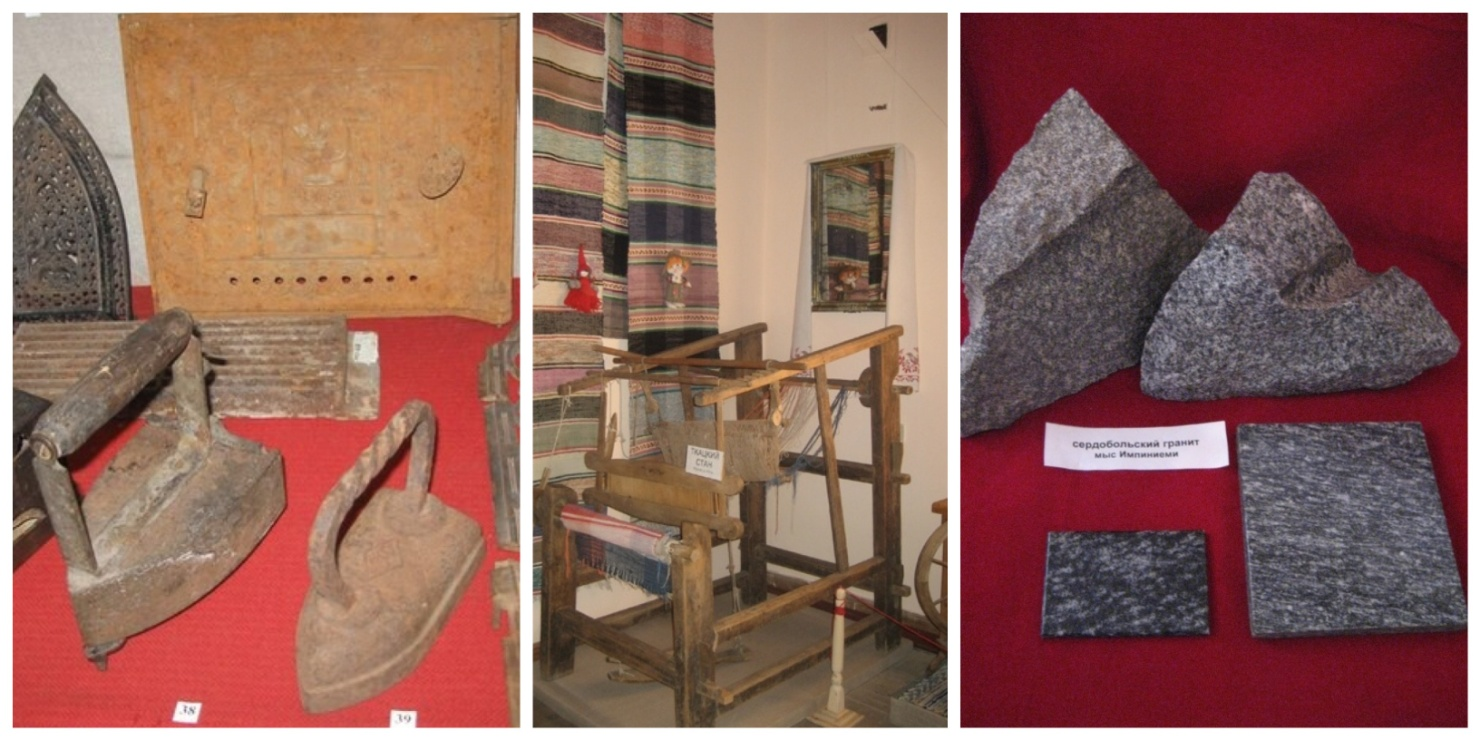 38
39
ТКАЦКИЙ
СТАН
сердобольский гранит
мыс Импиниеми